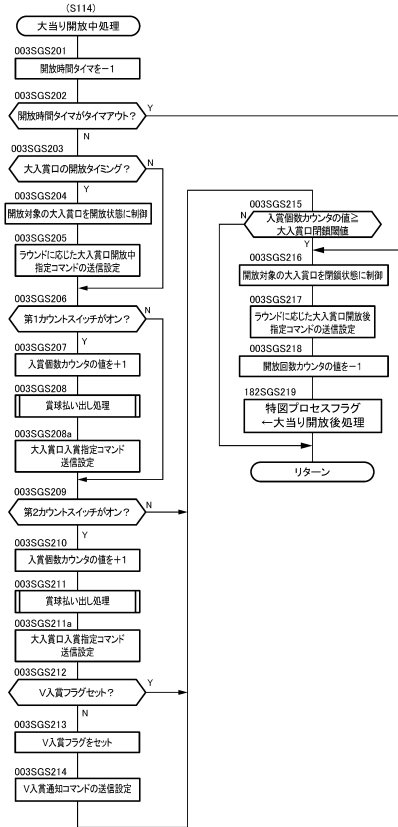 (S114)
大当り開放中処理
003SGS201
開放時間タイマを−1
003SGS202
開放時間タイマがタイマアウト？
Y
N
003SGS203
大入賞口の開放タイミング？
N
Y
003SGS204
開放対象の大入賞口を開放状態に制御
003SGS205
ラウンドに応じた大入賞口開放中
指定コマンドの送信設定
003SGS206
第1カウントスイッチがオン？
N
Y
003SGS207
入賞個数カウンタの値を+1
003SGS208
賞球払い出し処理
003SGS208a
大入賞口入賞指定コマンド
送信設定
003SGS209
第2カウントスイッチがオン？
N
Y
003SGS210
入賞個数カウンタの値を+1
003SGS211
賞球払い出し処理
003SGS211a
大入賞口入賞指定コマンド
送信設定
003SGS212
V入賞フラグセット？
Y
N
003SGS213
V入賞フラグをセット
003SGS214
V入賞通知コマンドの送信設定
003SGS215
N
入賞個数カウンタの値≧
大入賞口閉鎖閾値
Y
003SGS216
開放対象の大入賞口を閉鎖状態に制御
003SGS217
ラウンドに応じた大入賞口開放後
指定コマンドの送信設定
003SGS218
開放回数カウンタの値を−1
182SGS219
特図プロセスフラグ
←大当り開放後処理
リターン